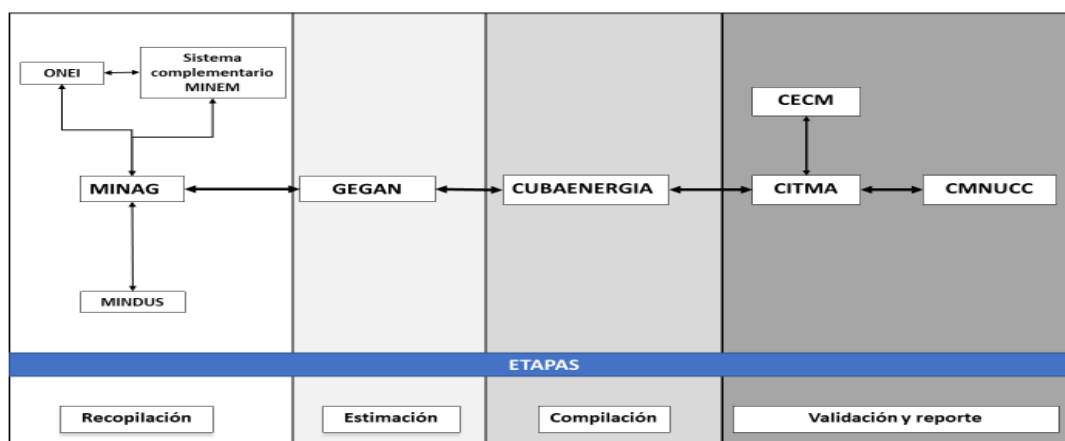 Sistema
complementario
MINEM
ONEI
CECM
MINAG
GEGAN
CUBAENERGIA
CITMA
CMNUCC
MINDUS
ETAPAS
Recopilación
Estimación
Compilación
Validación y reporte